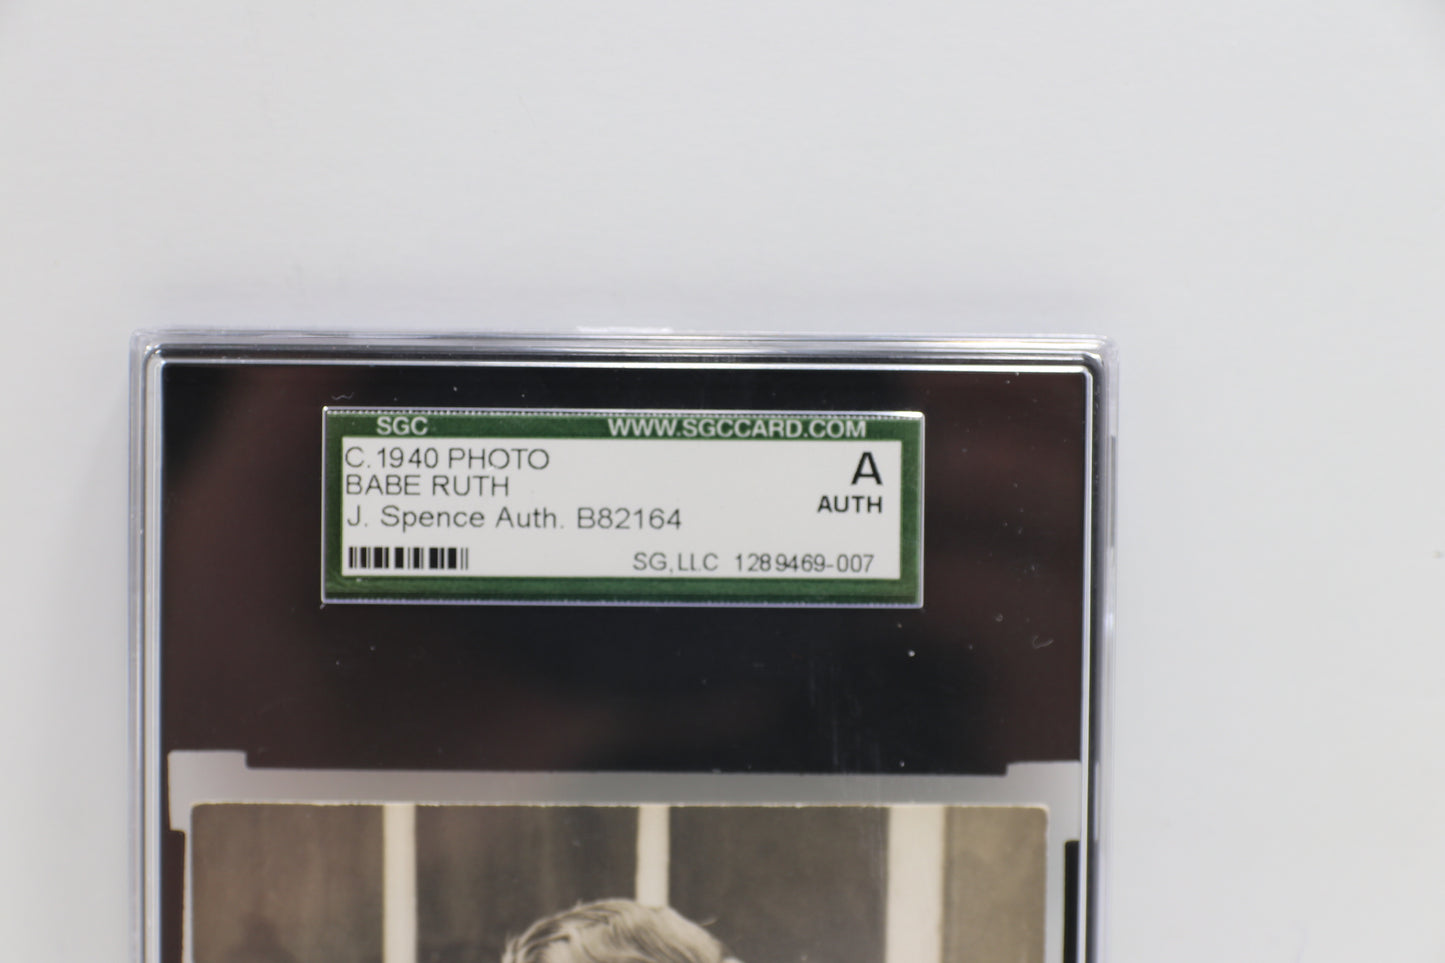 SGC WWW.SGCCARD.COM
C.1940 PHOTO A
BABE RUTH AUTH
J. Spence Auth. B82164
SG,LLC 1289469-007